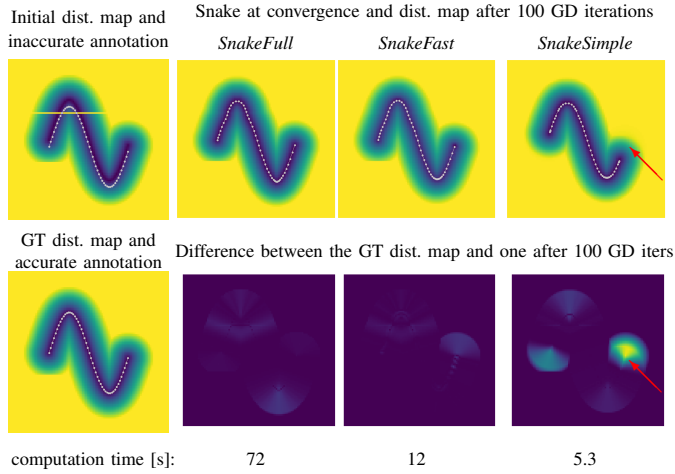 Initial dist. map and
inaccurate annotation
Snake at convergence and dist. map after 100 GD iterations
SnakeFull SnakeFast SnakeSimple
GT dist. map and
accurate annotation
Difference between the GT dist. map and one after 100 GD iters
computation time [s]: 72 12 5.3